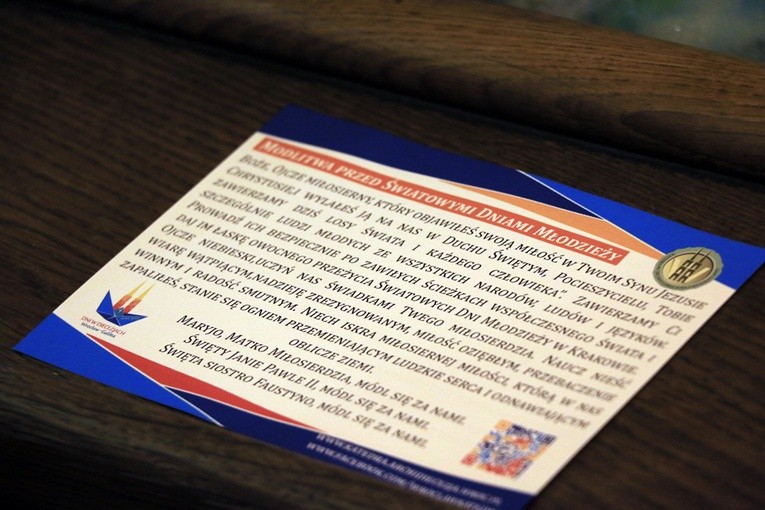 MODLITWA PRZED ŚWIATOWYMI DNIAMI MŁODZIEŻY
BOŻE, OJCZE MIŁOSIERNY, KTÓRY OBJAWIŁEŚ SWOJĄ MIŁOŚĆ W TWOIM SYNU JEZUSIE
CHRYSTUSIE, I WYLAŁEŚ JĄ NA NAS W DUCHU ŚWIĘTYM, POCIESZYCIELU, TOBIE
ZAWIERZAMY DZIŚ LOSY ŚWIATA I KAŻDEGO CZŁOWIEKA”. ZAWIERZAMY CI
SZCZEGÓLNIE LUDZI MŁODYCH ZE WSZYSTKICH NARODÓW, LUDÓW I JĘZYKÓW.
PROWADŹ ICH BEZPIECZNIE PO ZAWIŁYCH ŚCIEŻKACH WSPÓŁCZESNEGO ŚWIATA I
DAJ IM ŁASKĘ OWOCNEGO PRZEŻYCIA ŚWIATOWYCH DNI MŁODZIEŻY W KRAKOWIE.
OJCZE NIEBIESKI, UCZYŃ NAS ŚWIADKAMI TWEGO MIŁOSIERDZIA. NAUCZ NIEŚĆ
WIARĘ WĄTPIĄCYM, NADZIEJĘ ZREZYGNOWANYM, MIŁOŚĆ OZIĘBŁYM, PRZEBACZENIE
WINNYM I RADOŚĆ SMUTNYM. NIECH ISKRA MIŁOSIERNEJ MIŁOŚCI, KTÓRĄ W NAS
ZAPALIŁEŚ, STANIE SIĘ OGNIEM PRZEMIENIAJĄCYM LUDZKIE SERCA I ODNAWIAJĄCYM
OBLICZE ZIEMI.
MARYJO, MATKO MIŁOSIERDZIA, MÓDL SIĘ ZA NAMI.
ŚWIĘTY JANIE PAWLE II, MÓDL SIĘ ZA NAMI.
ŚWIĘTA SIOSTRO FAUSTYNO, MÓDL SIĘ ZA NAMI.
DNI W DIECEZJACH